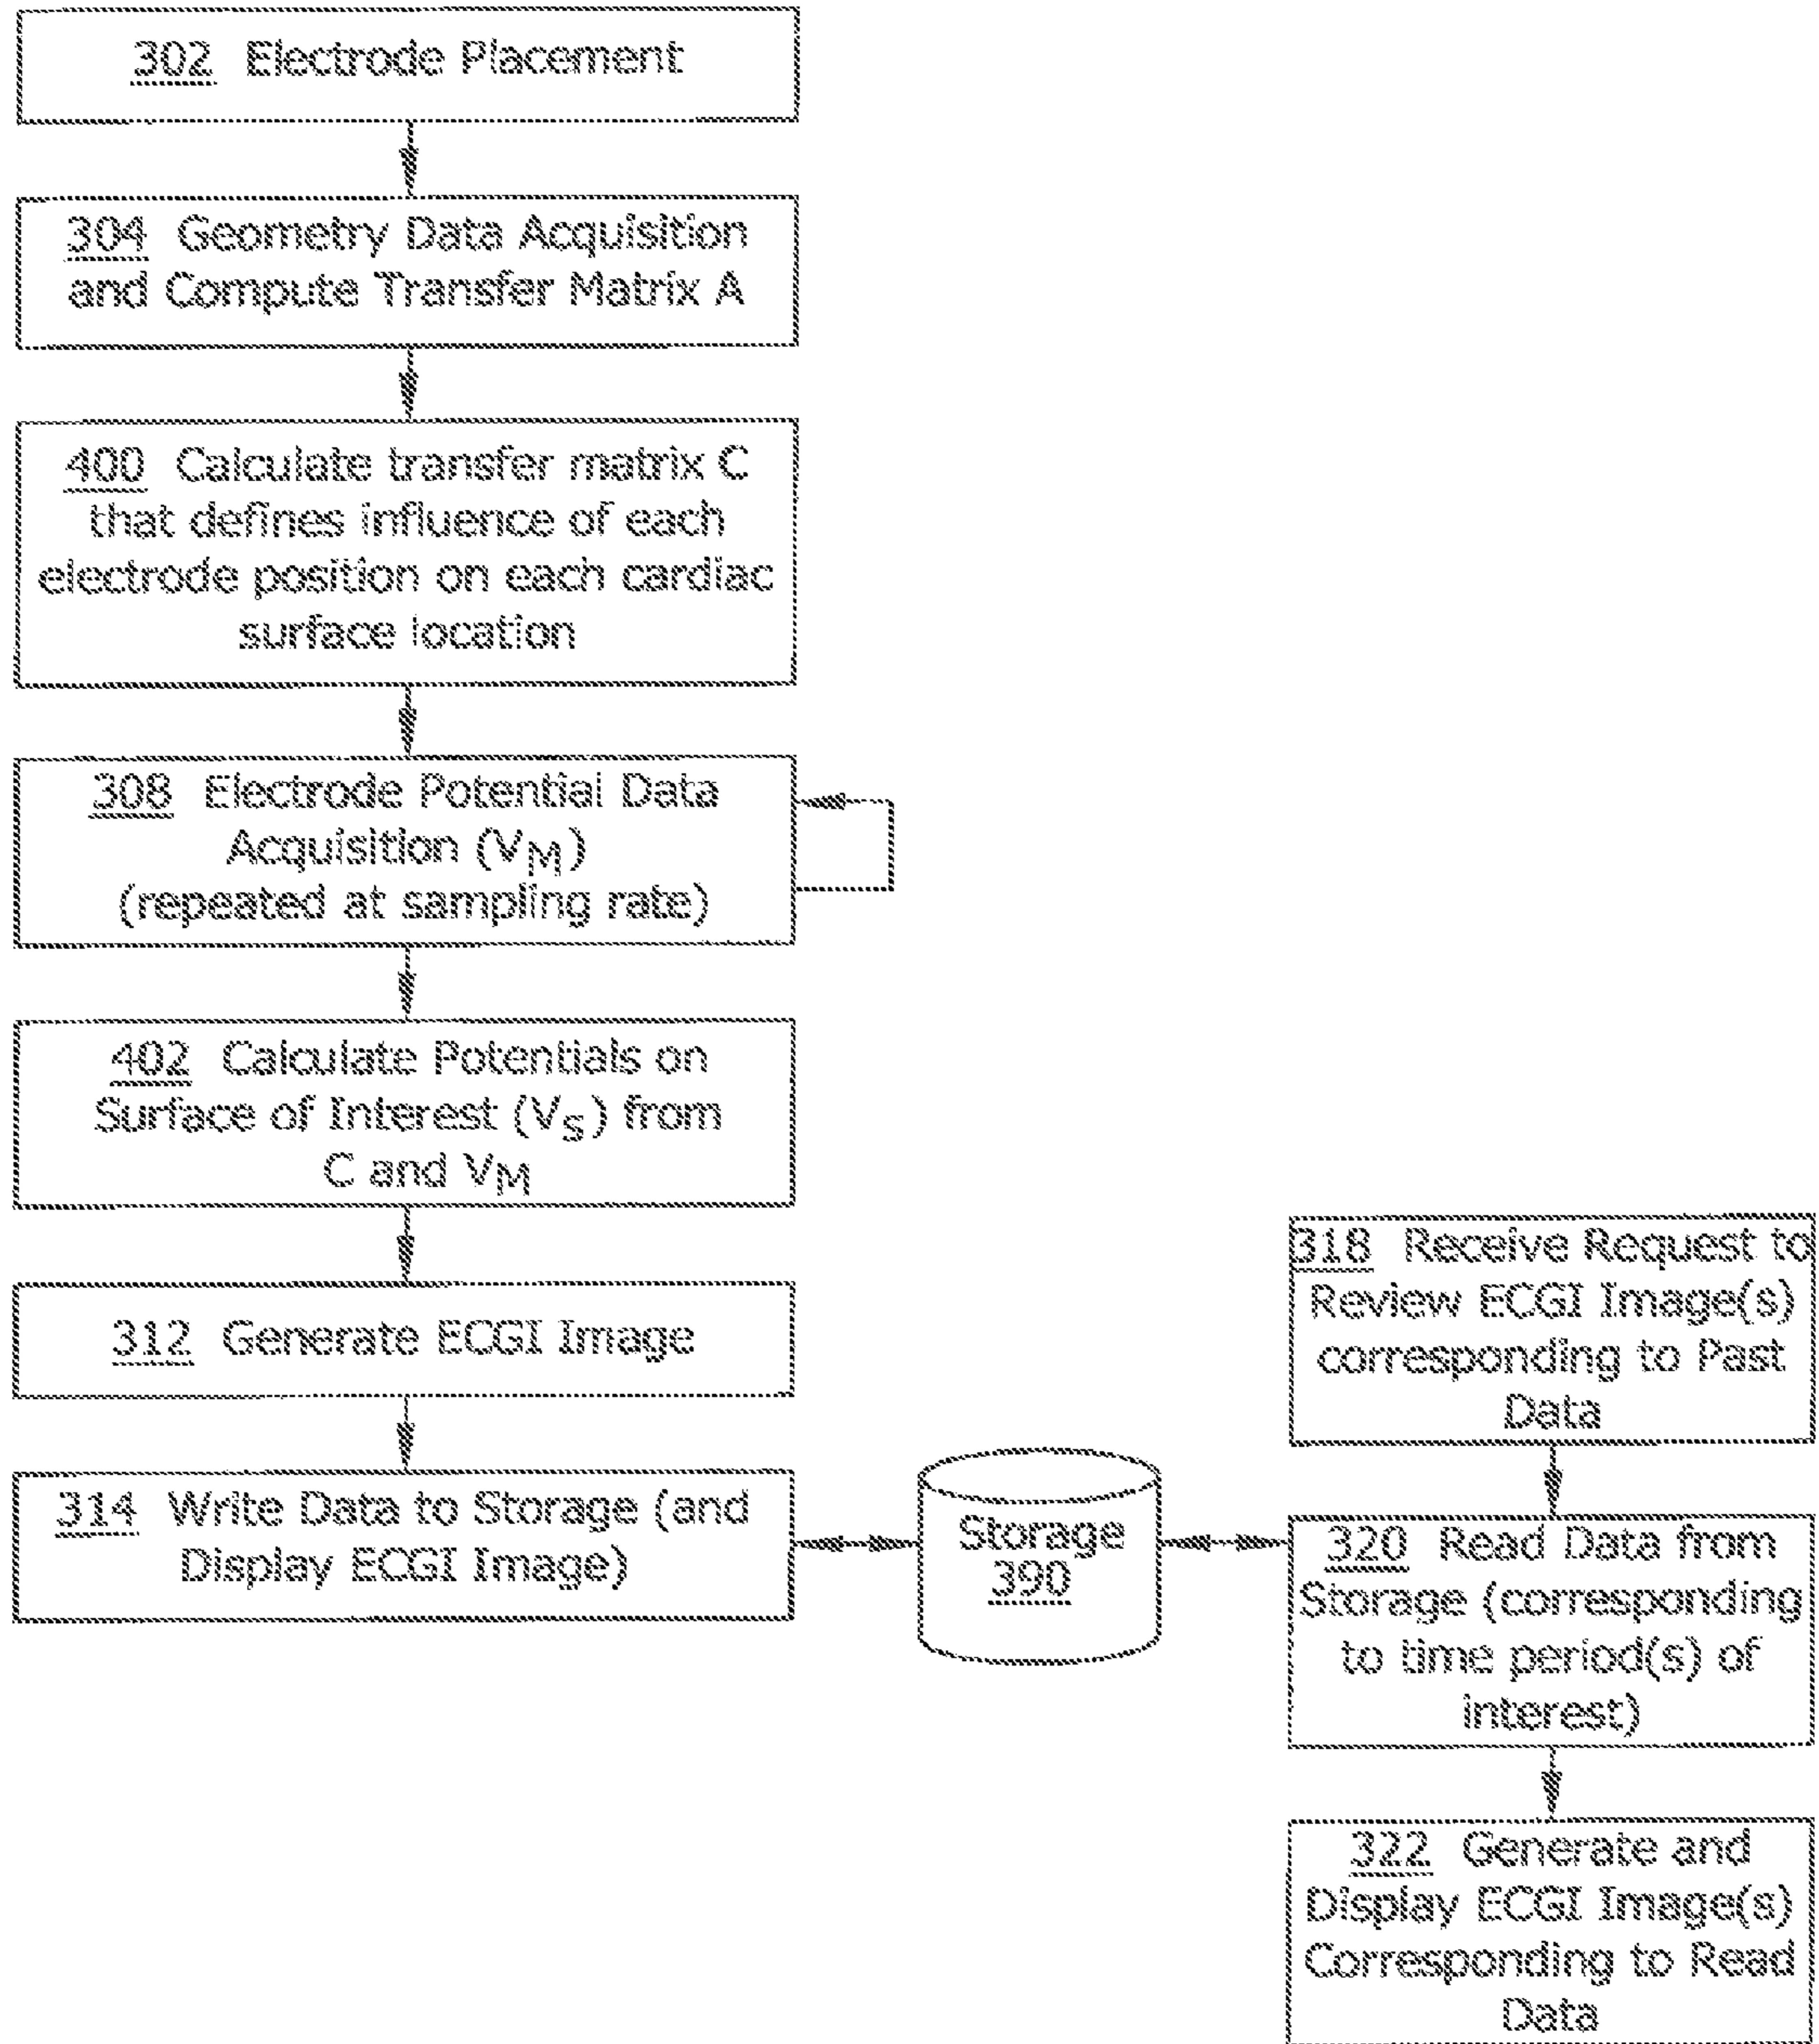 302 Electrode Placement
304 Geometry Data Acquisition
and Compute Transfer Matrix A
400 Calculate transfer matrix C
that defines influence of each
electrode position on each cardiac
surface location
308 Electrode Potential Data
Acquisition (VM)
(repeated at sampling rate)
402 Calculate Potentials on
Surface of Interest (VS) from
C and VM
312 Generate ECGI Image
314 Write Data to Storage (and
Display ECGI Image)
Storage
390
318 Receive Request to
Review ECGI Image(s)
corresponding to Past
Data
320 Read Data from
Storage (corresponding
to time period(s) of
interest)
322 Generate and
Display ECGI Image(s)
Corresponding to Read
Data